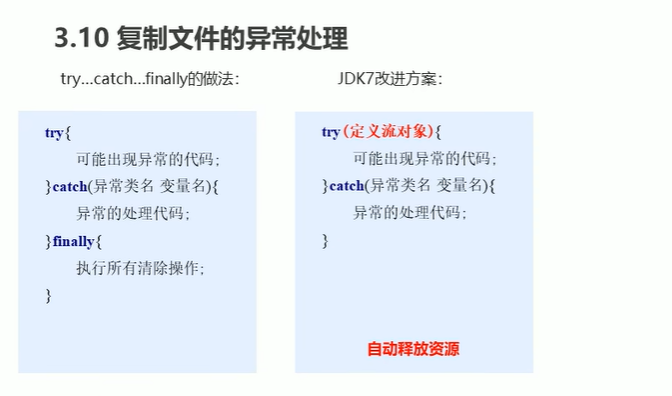 3.10 复制文件的异常处理
try...catch...finally的做法：
try{
可能出现异常的代码;
}catch(异常类名 变量名){
异常的处理代码;
}finally{
执行所有清除操作;
}
JDK7改进方案：
try(定义流对象){
可能出现异常的代码;
}catch(异常类名 变量名){
异常的处理代码;
}
自动释放资源